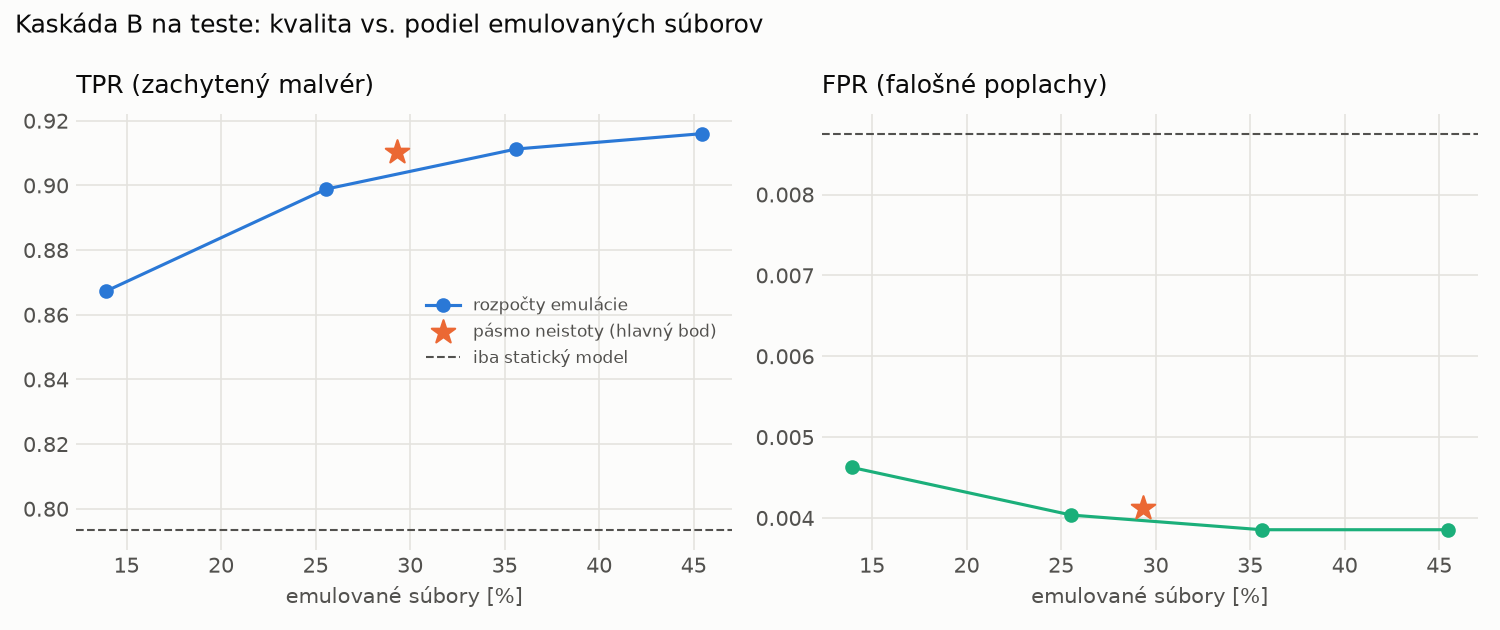 Kaskáda B na teste: kvalita vs. podiel emulovaných súborov
TPR (zachytený malvér)
0.92
0.90
0.88
0.86
0.84
0.82
0.80
rozpočty emulácie
pásmo neistoty (hlavný bod)
iba statický model
15 20 25 30 35 40 45
emulované súbory [%]
FPR (falošné poplachy)
0.008
0.007
0.006
0.005
0.004
15 20 25 30 35 40 45
emulované súbory [%]